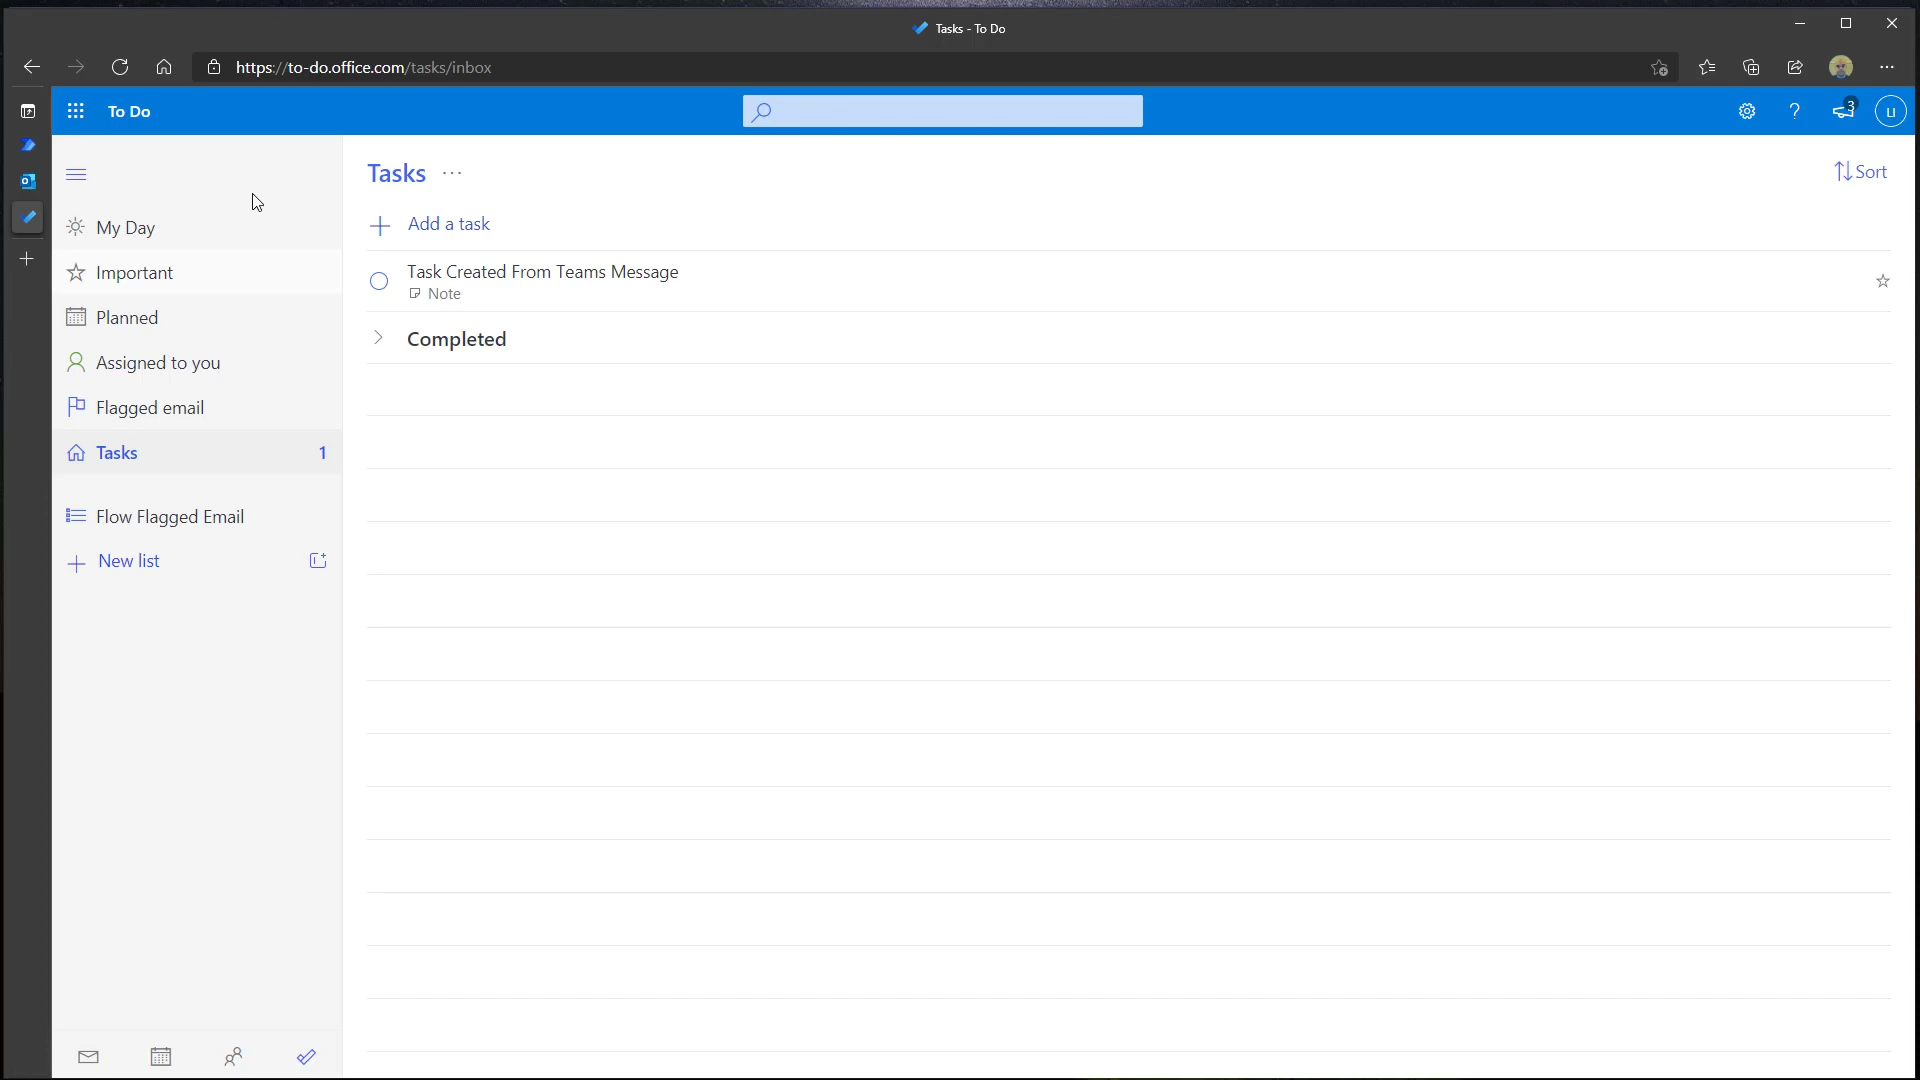 Tasks - To Do
https://to-do.office.com/tasks/inbox
To Do
3
LI
Tasks ...
Sort
My Day
Add a task
Important
Task Created From Teams Message
Note
Planned
Completed
Assigned to you
Flagged email
Tasks 1
Flow Flagged Email
New list